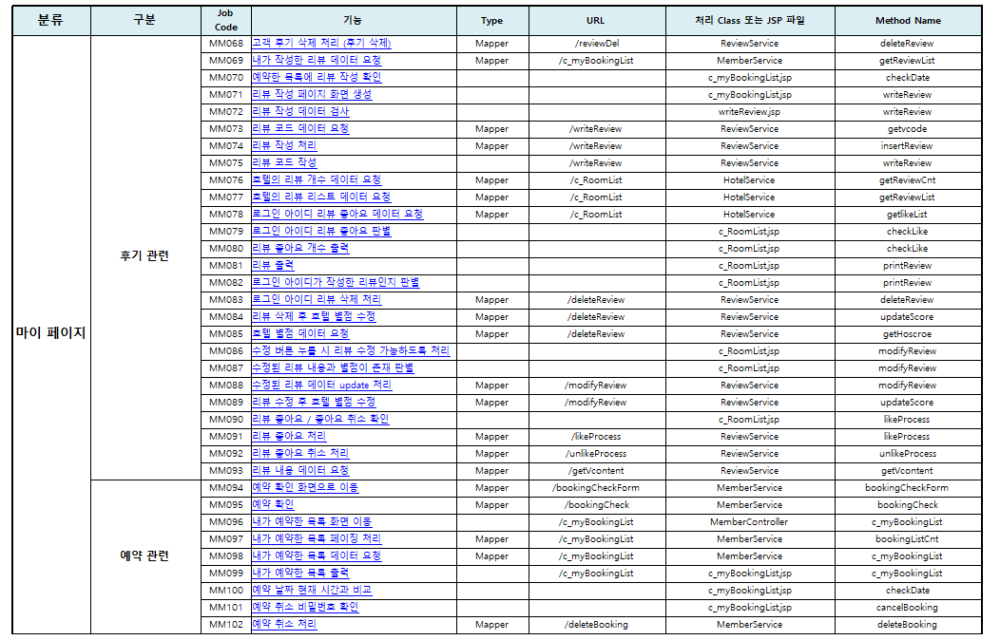 분류 구분 Job Code 기능 Type URL 처리 Class 또는 JSP 파일 Method Name
마이 페이지
후기 관련
MM068 고객 후기 삭제 처리 (후기 삭제) Mapper /reviewDel ReviewService deleteReview
MM069 내가 작성한 리뷰 데이터 요청 Mapper /c_myBookingList MemberService getReviewList
MM070 예약한 목록에 리뷰 작성 확인 c_myBookingList.jsp checkDate
MM071 리뷰 작성 페이지 화면 생성 c_myBookingList.jsp writeReview
MM072 리뷰 작성 데이터 검사 writeReview.jsp writeReview
MM073 리뷰 코드 데이터 요청 Mapper /writeReview ReviewService getvcode
MM074 리뷰 작성 처리 Mapper /writeReview ReviewService insertReview
MM075 리뷰 코드 작성 /writeReview ReviewService writeReview
MM076 호텔의 리뷰 개수 데이터 요청 Mapper /c_RoomList HotelService getReviewCnt
MM077 호텔의 리뷰 리스트 데이터 요청 Mapper /c_RoomList HotelService getReviewList
MM078 로그인 아이디 리뷰 좋아요 데이터 요청 Mapper /c_RoomList HotelService getlikeList
MM079 로그인 아이디 리뷰 좋아요 판별 c_RoomList.jsp checkLike
MM080 리뷰 좋아요 개수 출력 c_RoomList.jsp checkLike
MM081 리뷰 출력 c_RoomList.jsp printReview
MM082 로그인 아이디가 작성한 리뷰인지 판별 c_RoomList.jsp printReview
MM083 로그인 아이디 리뷰 삭제 처리 Mapper /deleteReview ReviewService deleteReview
MM084 리뷰 삭제 후 호텔 별점 수정 Mapper /deleteReview ReviewService updateScore
MM085 호텔 별점 데이터 요청 Mapper /deleteReview ReviewService getHoscroe
MM086 수정 버튼 누를 시 리뷰 수정 가능하도록 처리 c_RoomList.jsp modifyReview
MM087 수정된 리뷰 내용과 별점이 존재 판별 c_RoomList.jsp modifyReview
MM088 수정된 리뷰 데이터 update 처리 Mapper /modifyReview ReviewService modifyReview
MM089 리뷰 수정 후 호텔 별점 수정 Mapper /modifyReview ReviewService updateScore
MM090 리뷰 좋아요 / 좋아요 취소 확인 c_RoomList.jsp likeProcess
MM091 리뷰 좋아요 처리 Mapper /likeProcess ReviewService likeProcess
MM092 리뷰 좋아요 취소 처리 Mapper /unlikeProcess ReviewService unlikeProcess
MM093 리뷰 내용 데이터 요청 Mapper /getVcontent ReviewService getVcontent
예약 관련
MM094 예약 확인 화면으로 이동 Mapper /bookingCheckForm MemberService bookingCheckForm
MM095 예약 확인 Mapper /bookingCheck MemberService bookingCheck
MM096 내가 예약한 목록 화면 이동 /c_myBookingList MemberController c_myBookingList
MM097 내가 예약한 목록 페이징 처리 Mapper /c_myBookingList MemberService bookingListCnt
MM098 내가 예약한 목록 데이터 요청 Mapper /c_myBookingList MemberService c_myBookingList
MM099 내가 예약한 목록 출력 /c_myBookingList c_myBookingList.jsp c_myBookingList
MM100 예약 날짜 현재 시간과 비교 c_myBookingList.jsp checkDate
MM101 예약 취소 비밀번호 확인 c_myBookingList.jsp cancelBooking
MM102 예약 취소 처리 Mapper /deleteBooking MemberService deleteBooking